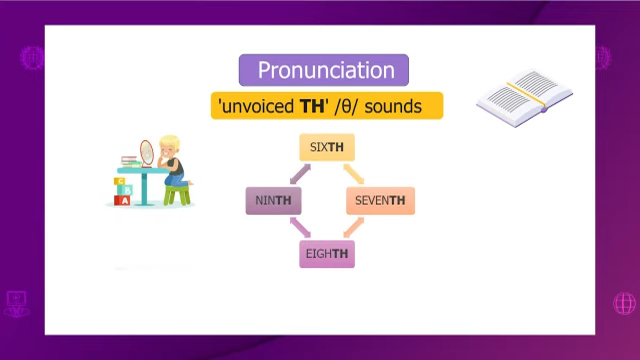 Pronunciation
'unvoiced TH' /θ/ sounds
SIXTH
NINTH
SEVENTH
EIGHTH
C
B
A